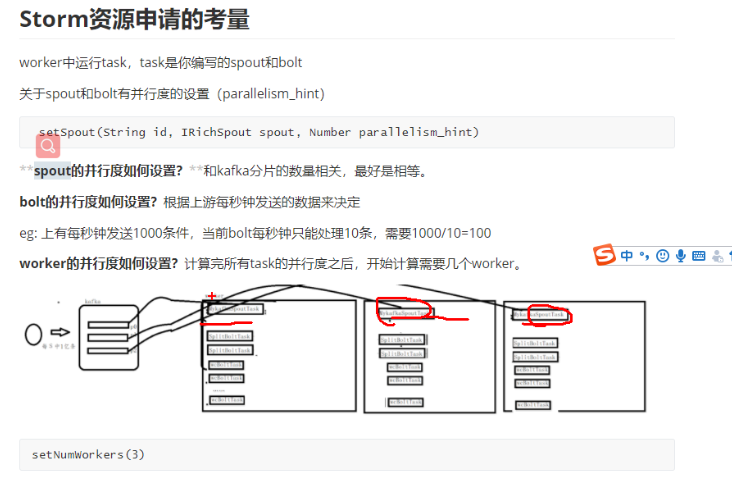 Storm资源申请的考量
worker中运行task，task是你编写的spout和bolt
关于spout和bolt有并行度的设置（parallelism_hint）
setSpout(String id, IRichSpout spout, Number parallelism_hint)
**spout的并行度如何设置？**和kafka分片的数量相关，最好是相等。
bolt的并行度如何设置？根据上游每秒钟发送的数据来决定
eg: 上有每秒钟发送1000条件，当前bolt每秒钟只能处理10条，需要1000/10=100
S 中
worker的并行度如何设置？计算完所有task的并行度之后，开始计算需要几个worker。
kafka
SplitBoltTask SplitBoltTask SplitBoltTask
SplitBoltTask SplitBoltTask SplitBoltTask
wcBoltTask wcBoltTask wcBoltTask
wcBoltTask wcBoltTask wcBoltTask
wcBoltTask wcBoltTask wcBoltTask
setNumWorkers(3)